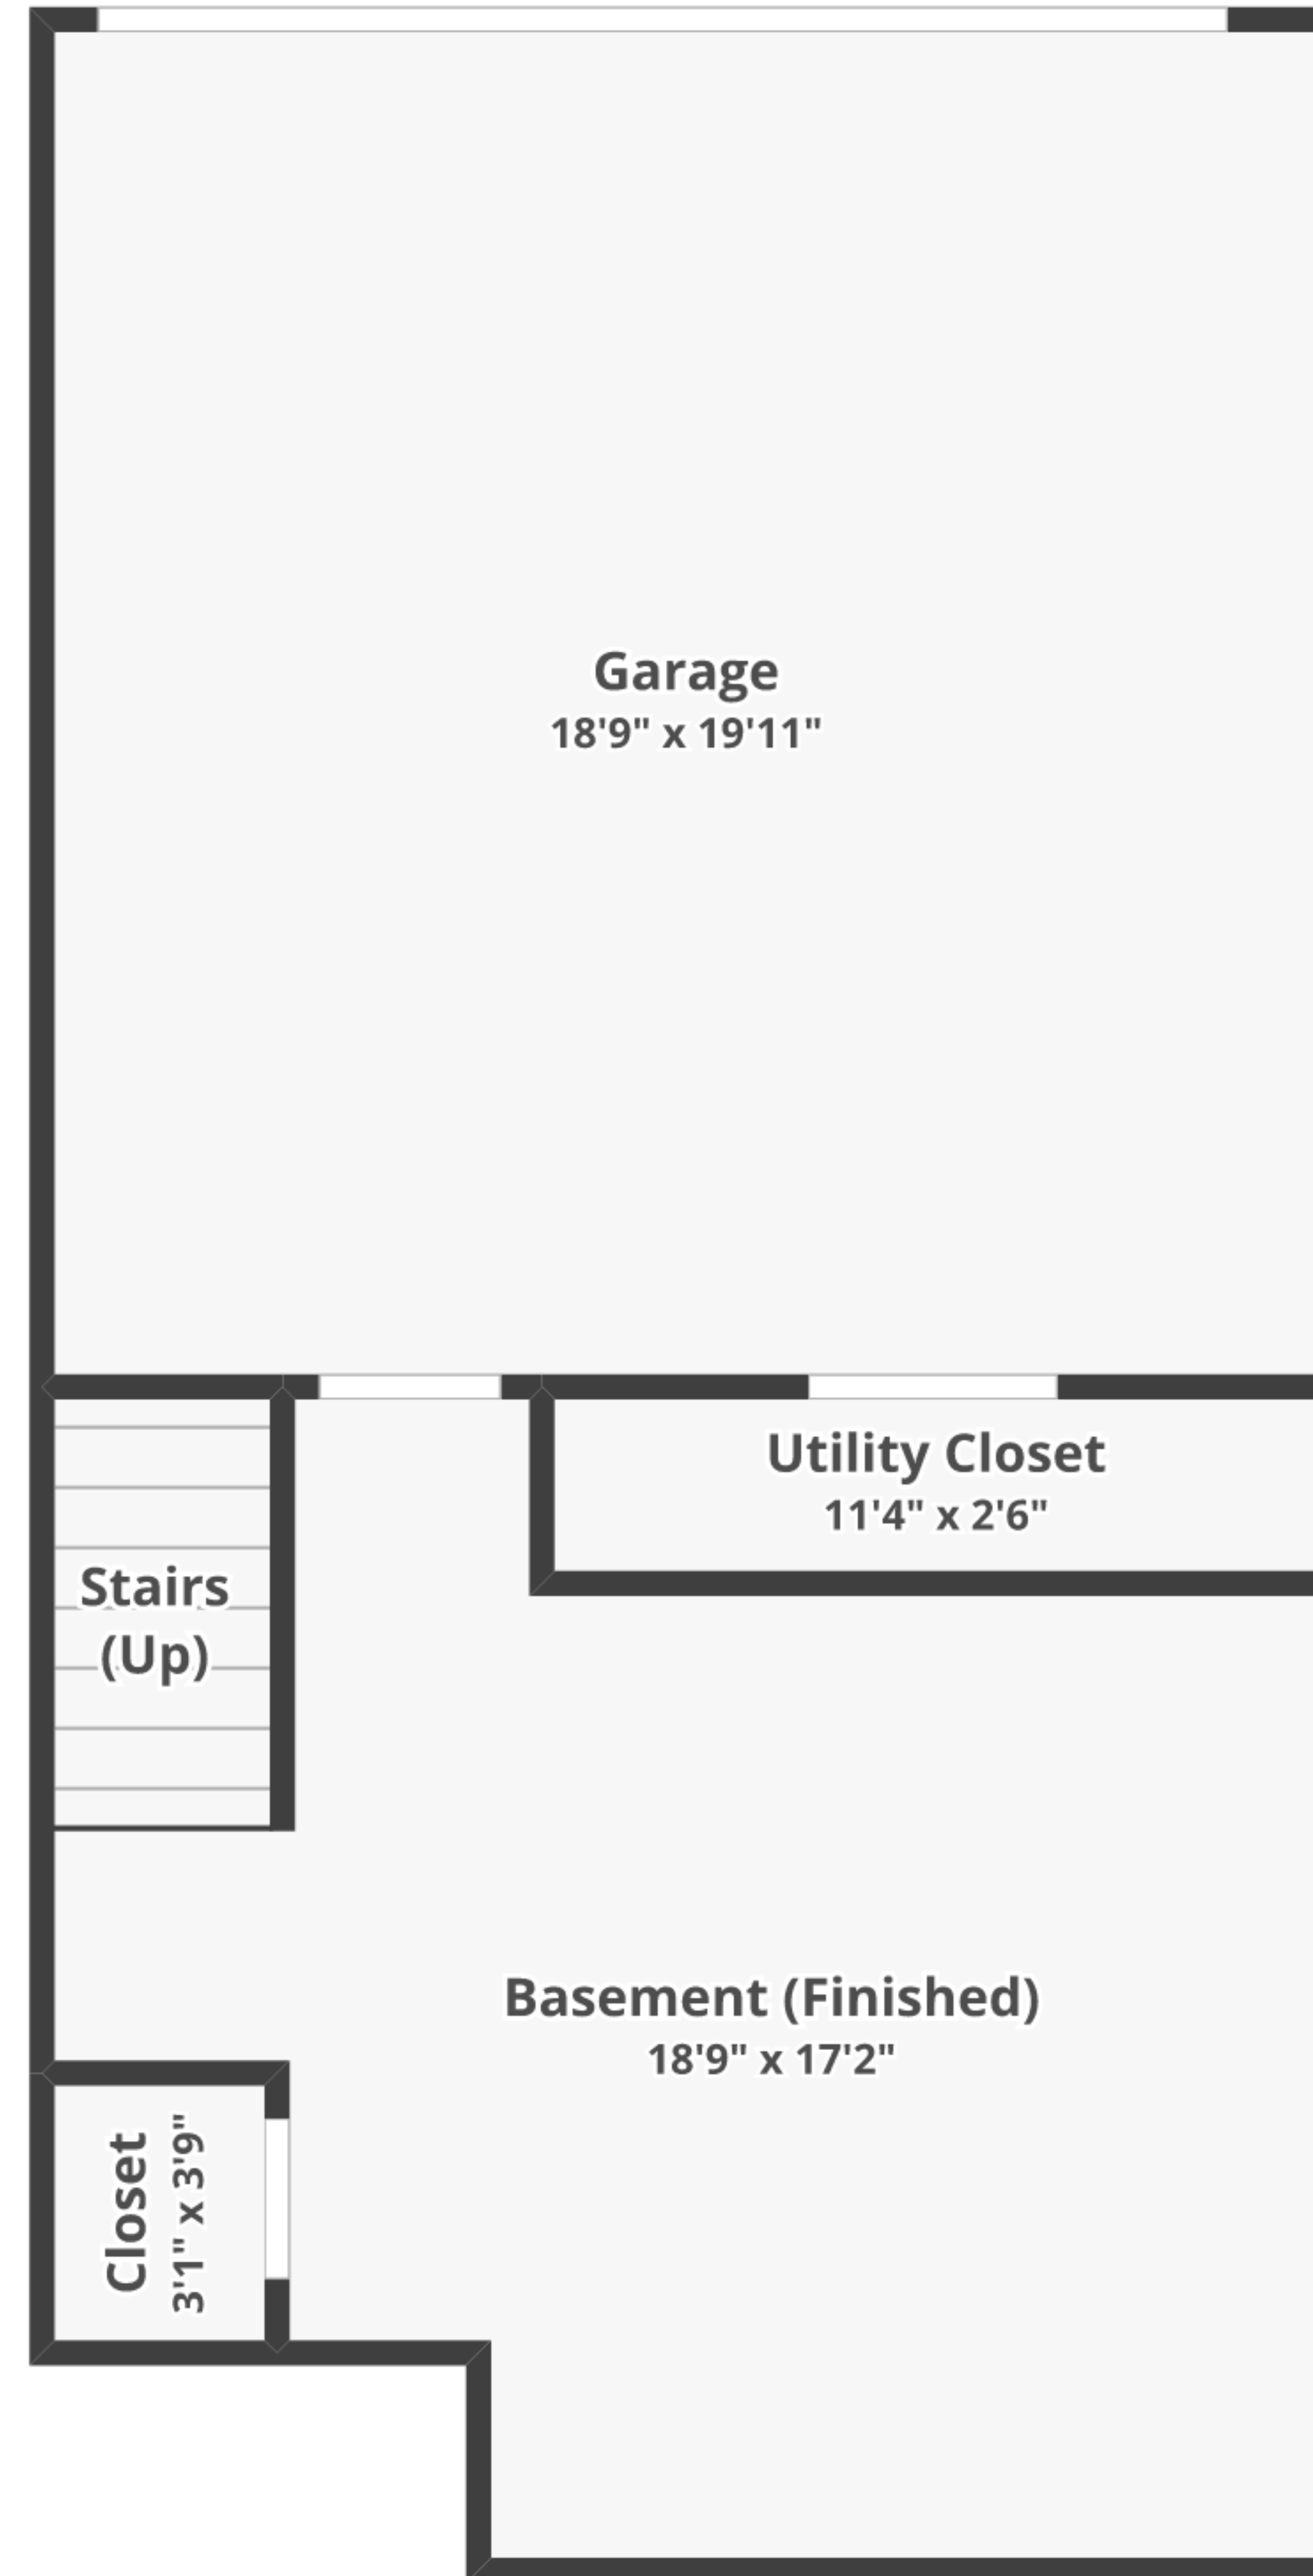 Garage
18'9" x 19'11"
Utility Closet
11'4" x 2'6"
Stairs
(Up)
Basement (Finished)
18'9" x 17'2"
Closet
3'1" x 3'9"